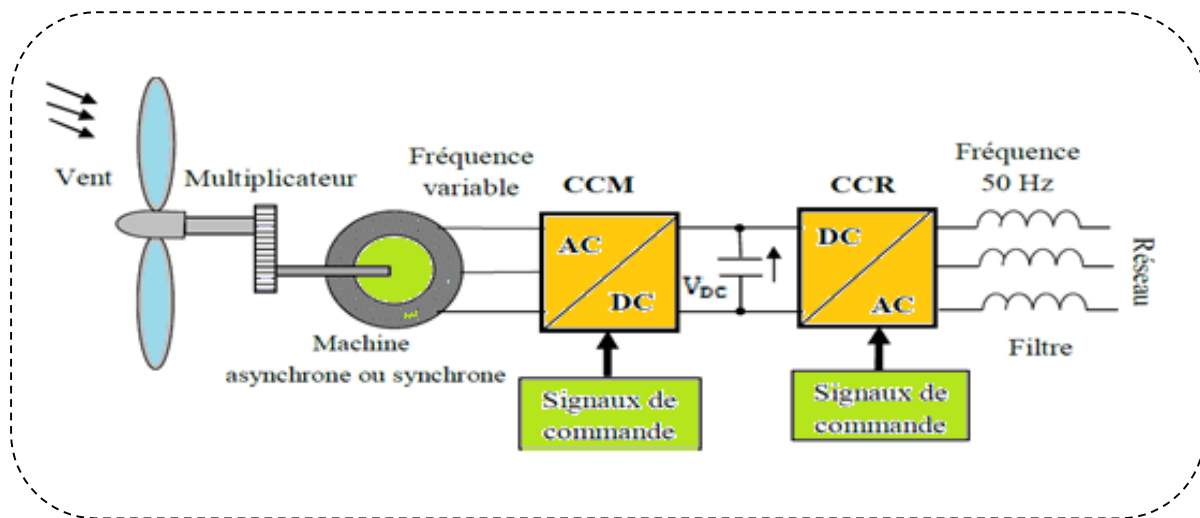 Vent
Multiplicateur
Fréquence
variable
CCM
CCR
Fréquence
50 Hz
AC
DC
V_DC
DC
AC
Réseau
Filtre
Machine
asynchrone ou synchrone
Signaux de
commande
Signaux de
commande